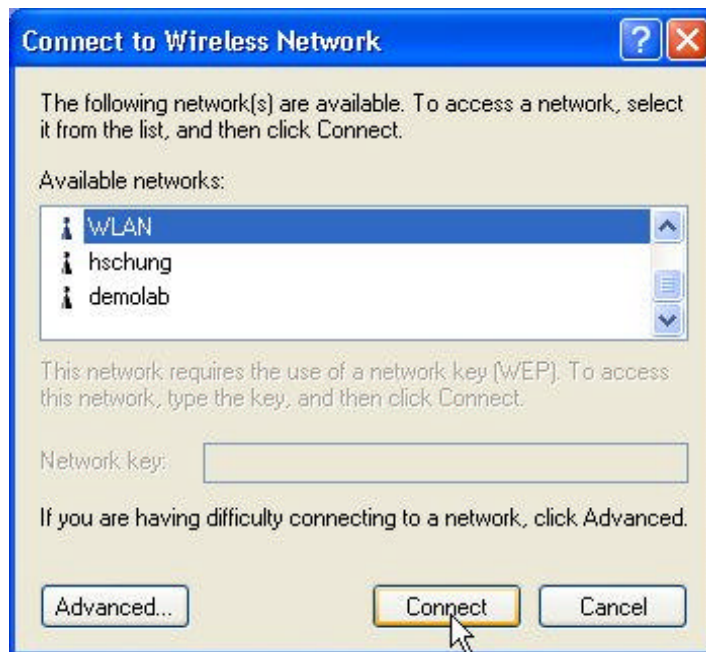 Connect to Wireless Network
The following network(s) are available. To access a network, select
it from the list, and then click Connect.
Available networks:
WLAN
hschung
demolab
This network requires the use of a network key (WEP). To access
this network, type the key, and then click Connect.
Network key:
If you are having difficulty connecting to a network, click Advanced.
Advanced... Connect Cancel